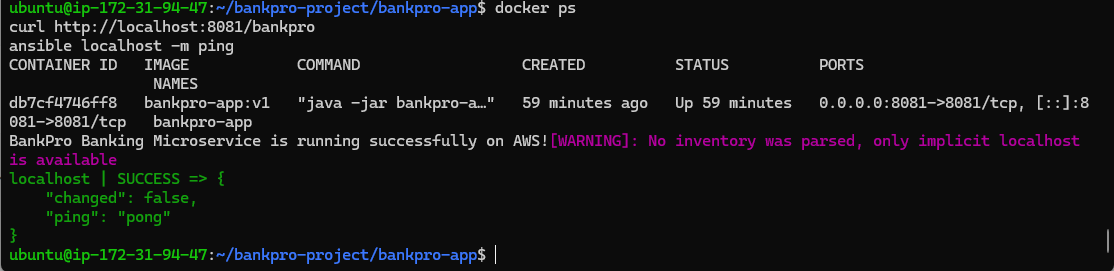 ubuntu@ip-172-31-94-47:~/bankpro-project/bankpro-app$ docker ps
curl http://localhost:8081/bankpro
ansible localhost -m ping
CONTAINER ID   IMAGE            COMMAND                  CREATED          STATUS          PORTS
               NAMES
db7cf4746ff8   bankpro-app:v1   "java -jar bankpro-a…"   59 minutes ago   Up 59 minutes   0.0.0.0:8081->8081/tcp, [::]:8
081->8081/tcp   bankpro-app
BankPro Banking Microservice is running successfully on AWS![WARNING]: No inventory was parsed, only implicit localhost
is available
localhost | SUCCESS => {
    "changed": false,
    "ping": "pong"
}
ubuntu@ip-172-31-94-47:~/bankpro-project/bankpro-app$